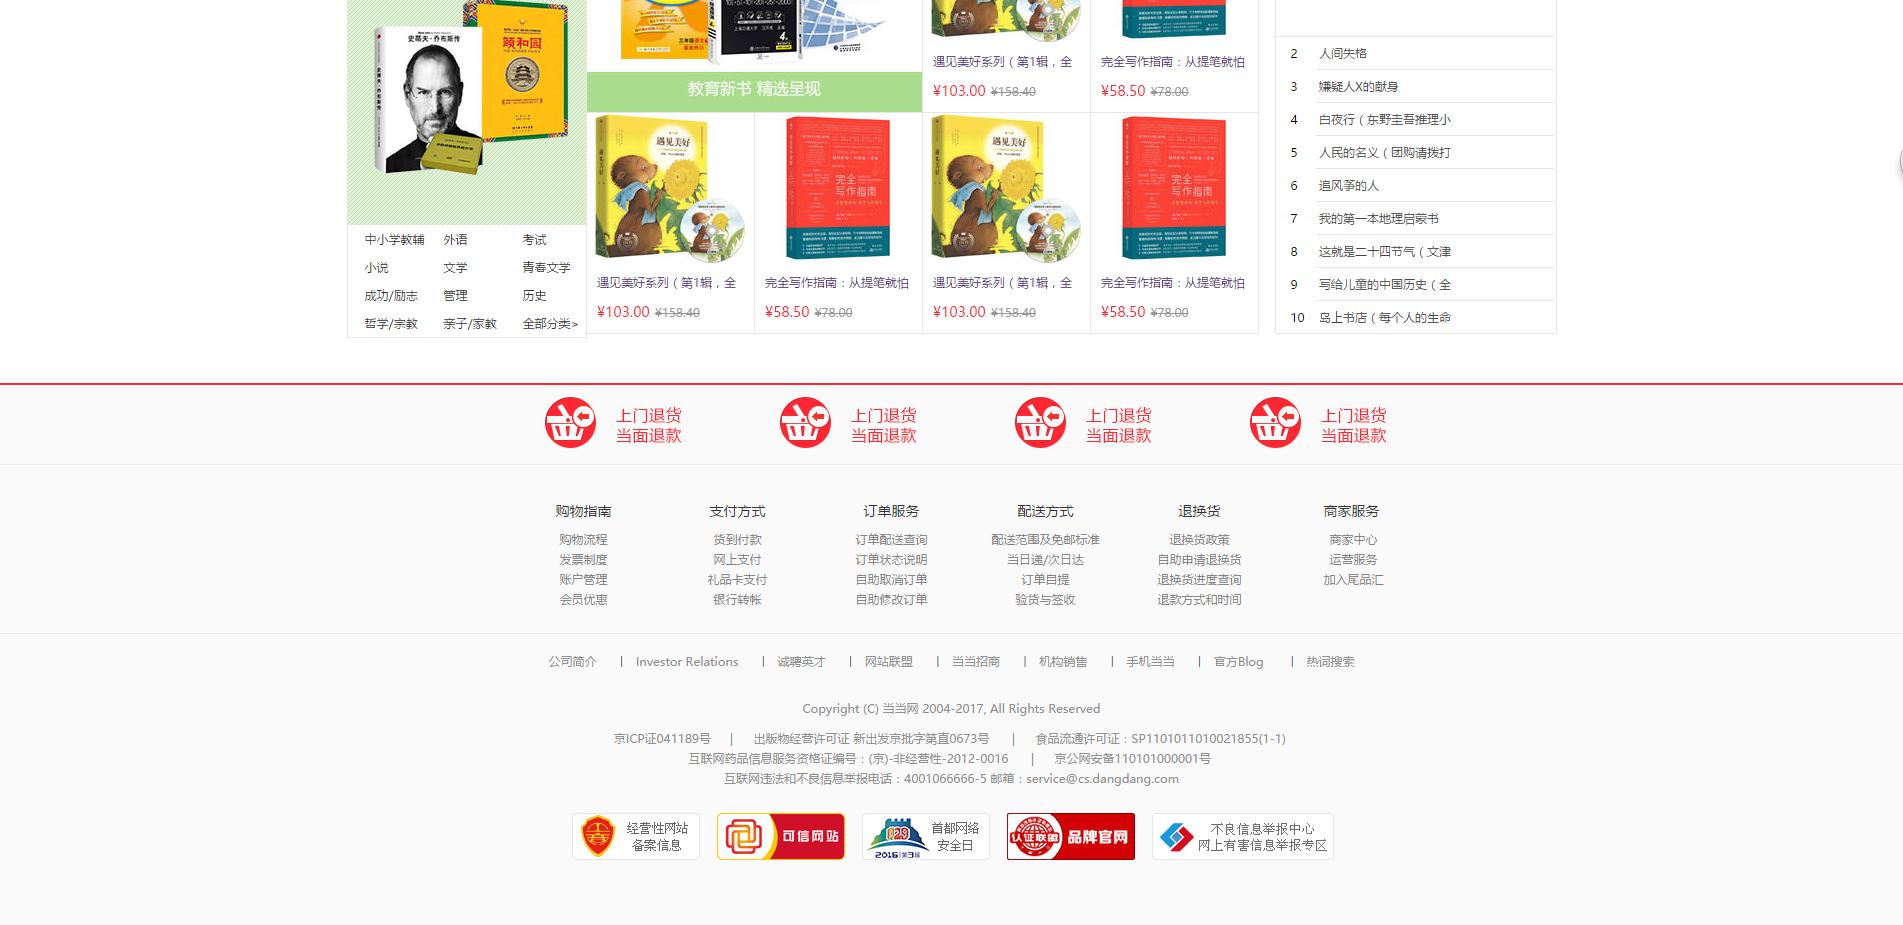 史蒂夫·乔布斯传
颐和园
教育新书 精选呈现
遇见美好系列（第1辑，全
¥103.00 ¥158.40
完全写作指南：从提笔就怕
¥58.50 ¥78.00
遇见美好
完全
写作指南
遇见美好
完全
写作指南
遇见美好系列（第1辑，全
¥103.00 ¥158.40
完全写作指南：从提笔就怕
¥58.50 ¥78.00
遇见美好系列（第1辑，全
¥103.00 ¥158.40
完全写作指南：从提笔就怕
¥58.50 ¥78.00
中小学教辅 外语 考试
小说 文学 青春文学
成功/励志 管理 历史
哲学/宗教 亲子/家教 全部分类>
2 人间失格
3 嫌疑人X的献身
4 白夜行（东野圭吾推理小
5 人民的名义（团购请拨打
6 追风筝的人
7 我的第一本地理启蒙书
8 这就是二十四节气（文津
9 写给儿童的中国历史（全
10 岛上书店（每个人的生命
上门退货
当面退款
上门退货
当面退款
上门退货
当面退款
上门退货
当面退款
购物指南
购物流程
发票制度
账户管理
会员优惠
支付方式
货到付款
网上支付
礼品卡支付
银行转帐
订单服务
订单配送查询
订单状态说明
自助取消订单
自助修改订单
配送方式
配送范围及免邮标准
当日递/次日达
订单自提
验货与签收
退换货
退换货政策
自助申请退换货
退换货进度查询
退款方式和时间
商家服务
商家中心
运营服务
加入尾品汇
公司简介 | Investor Relations | 诚聘英才 | 网站联盟 | 当当招商 | 机构销售 | 手机当当 | 官方Blog | 热词搜索
Copyright (C) 当当网 2004-2017, All Rights Reserved
京ICP证041189号 | 出版物经营许可证 新出发京批字第直0673号 | 食品流通许可证：SP1101011010021855(1-1)
互联网药品信息服务资格证编号：(京)-非经营性-2012-0016 | 京公网安备110101000001号
互联网违法和不良信息举报电话：4001066666-5 邮箱：service@cs.dangdang.com
经营性网站
备案信息
可信网站
首都网络
安全日
2016 第3届
认证联盟
品牌官网
不良信息举报中心
网上有害信息举报专区